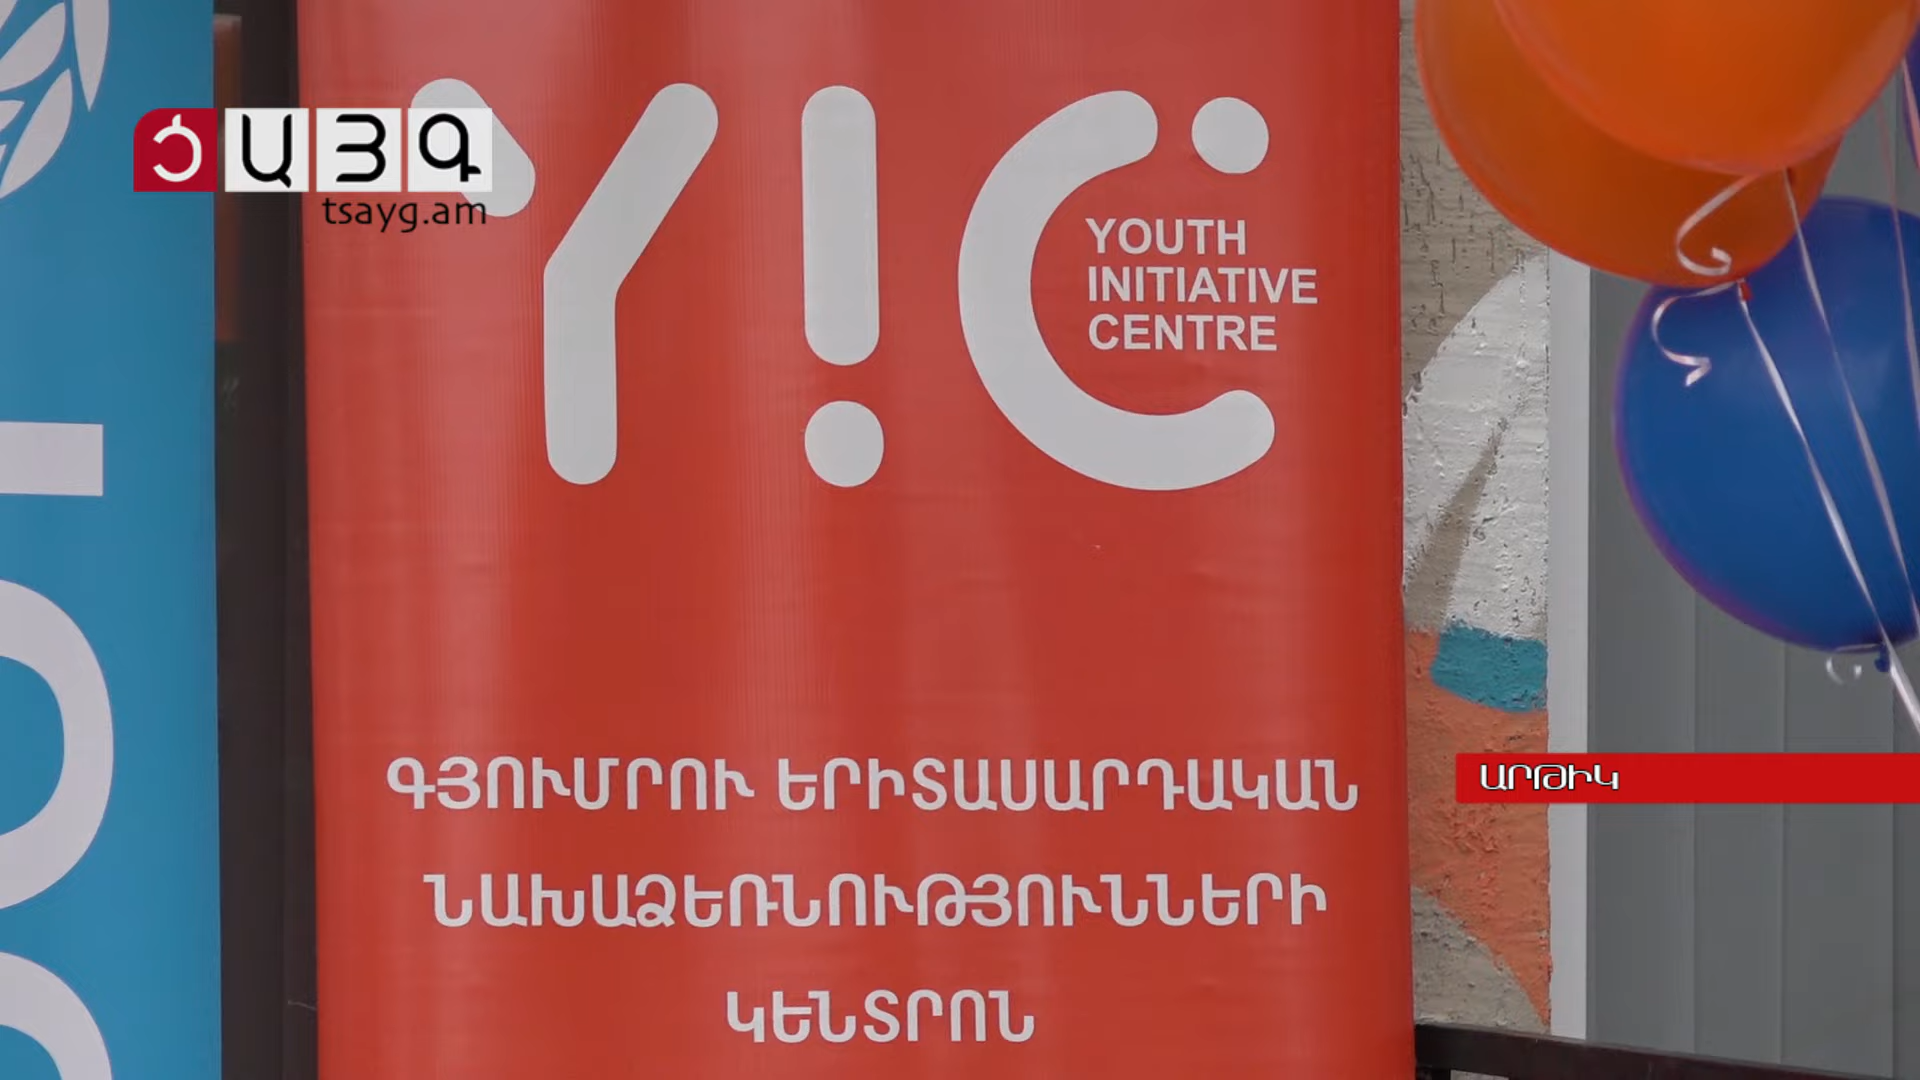 ԾԱՅԳ
tsayg.am
Y!C
YOUTH
INITIATIVE
CENTRE
ԳՅՈՒՄՐՈՒ ԵՐԻՏԱՍԱՐԴԱԿԱՆ
ՆԱԽԱՁԵՌՆՈՒԹՅՈՒՆՆԵՐԻ
ԿԵՆՏՐՈՆ
ԱՐԹԻԿ